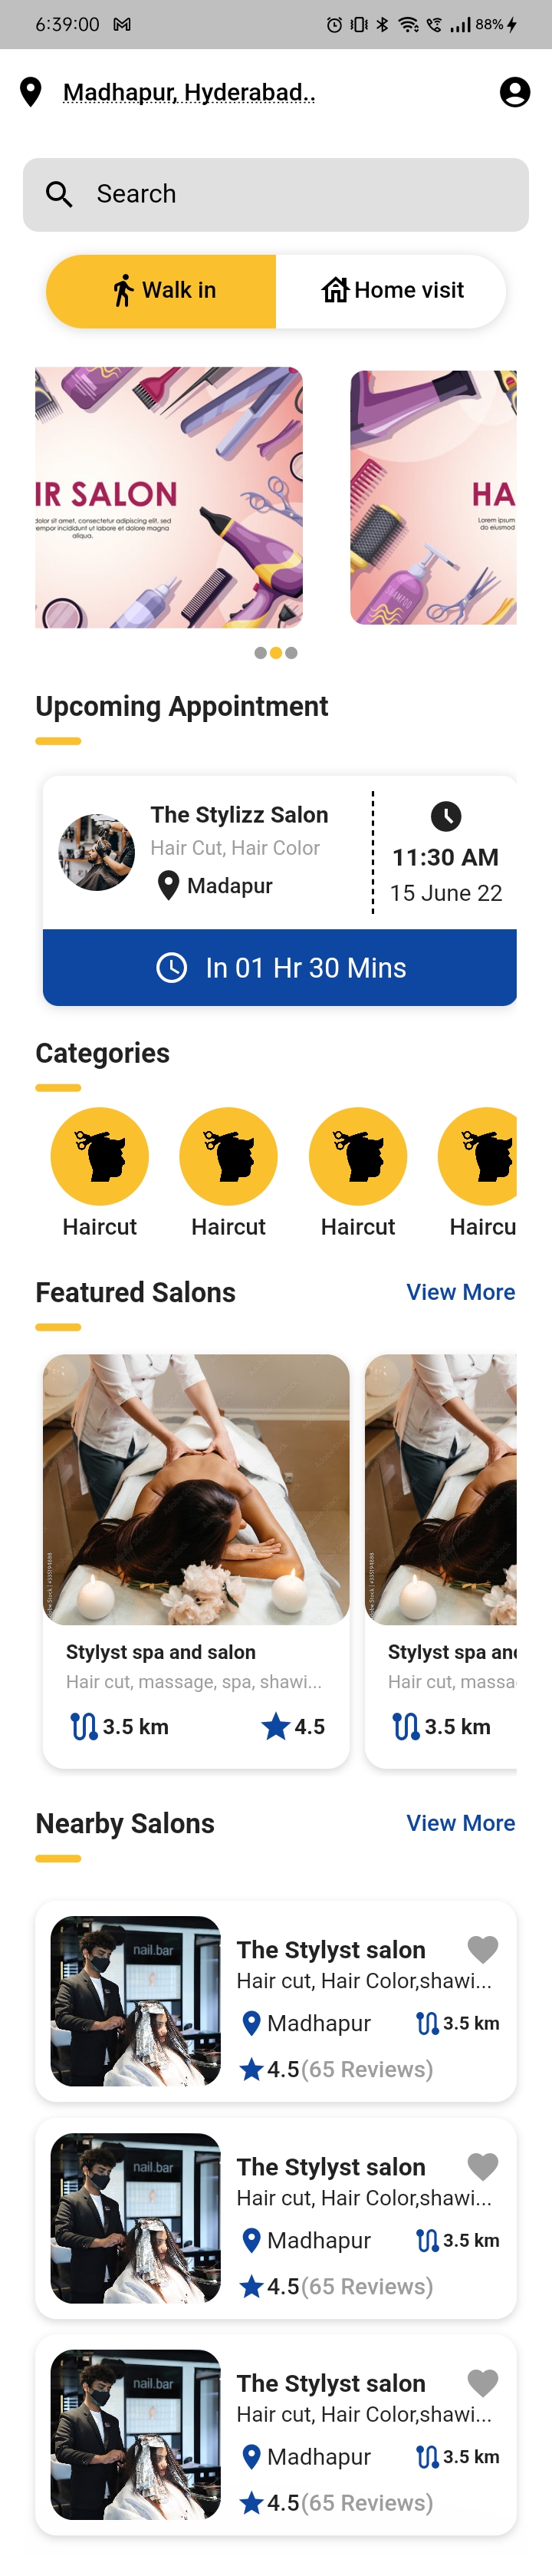 6:39:00
88%
Madhapur, Hyderabad..
Search
Walk in
Home visit
IR SALON
dolor sit amet, consectetur adipiscing elit, sed
empor incididunt ut labore et dolore magna
aliqua.
HA
Lorem ipsum
do eiusmod
SHAMPOO
Upcoming Appointment
The Stylizz Salon
Hair Cut, Hair Color
Madapur
11:30 AM
15 June 22
In 01 Hr 30 Mins
Categories
Haircut
Haircut
Haircut
Haircu
Featured Salons
View More
Stylyst spa and salon
Hair cut, massage, spa, shawi...
3.5 km
4.5
Stylyst spa and
Hair cut, massa
3.5 km
Nearby Salons
View More
nail.bar
The Stylyst salon
Hair cut, Hair Color,shawi...
Madhapur
3.5 km
4.5(65 Reviews)
nail.bar
The Stylyst salon
Hair cut, Hair Color,shawi...
Madhapur
3.5 km
4.5(65 Reviews)
nail.bar
The Stylyst salon
Hair cut, Hair Color,shawi...
Madhapur
3.5 km
4.5(65 Reviews)